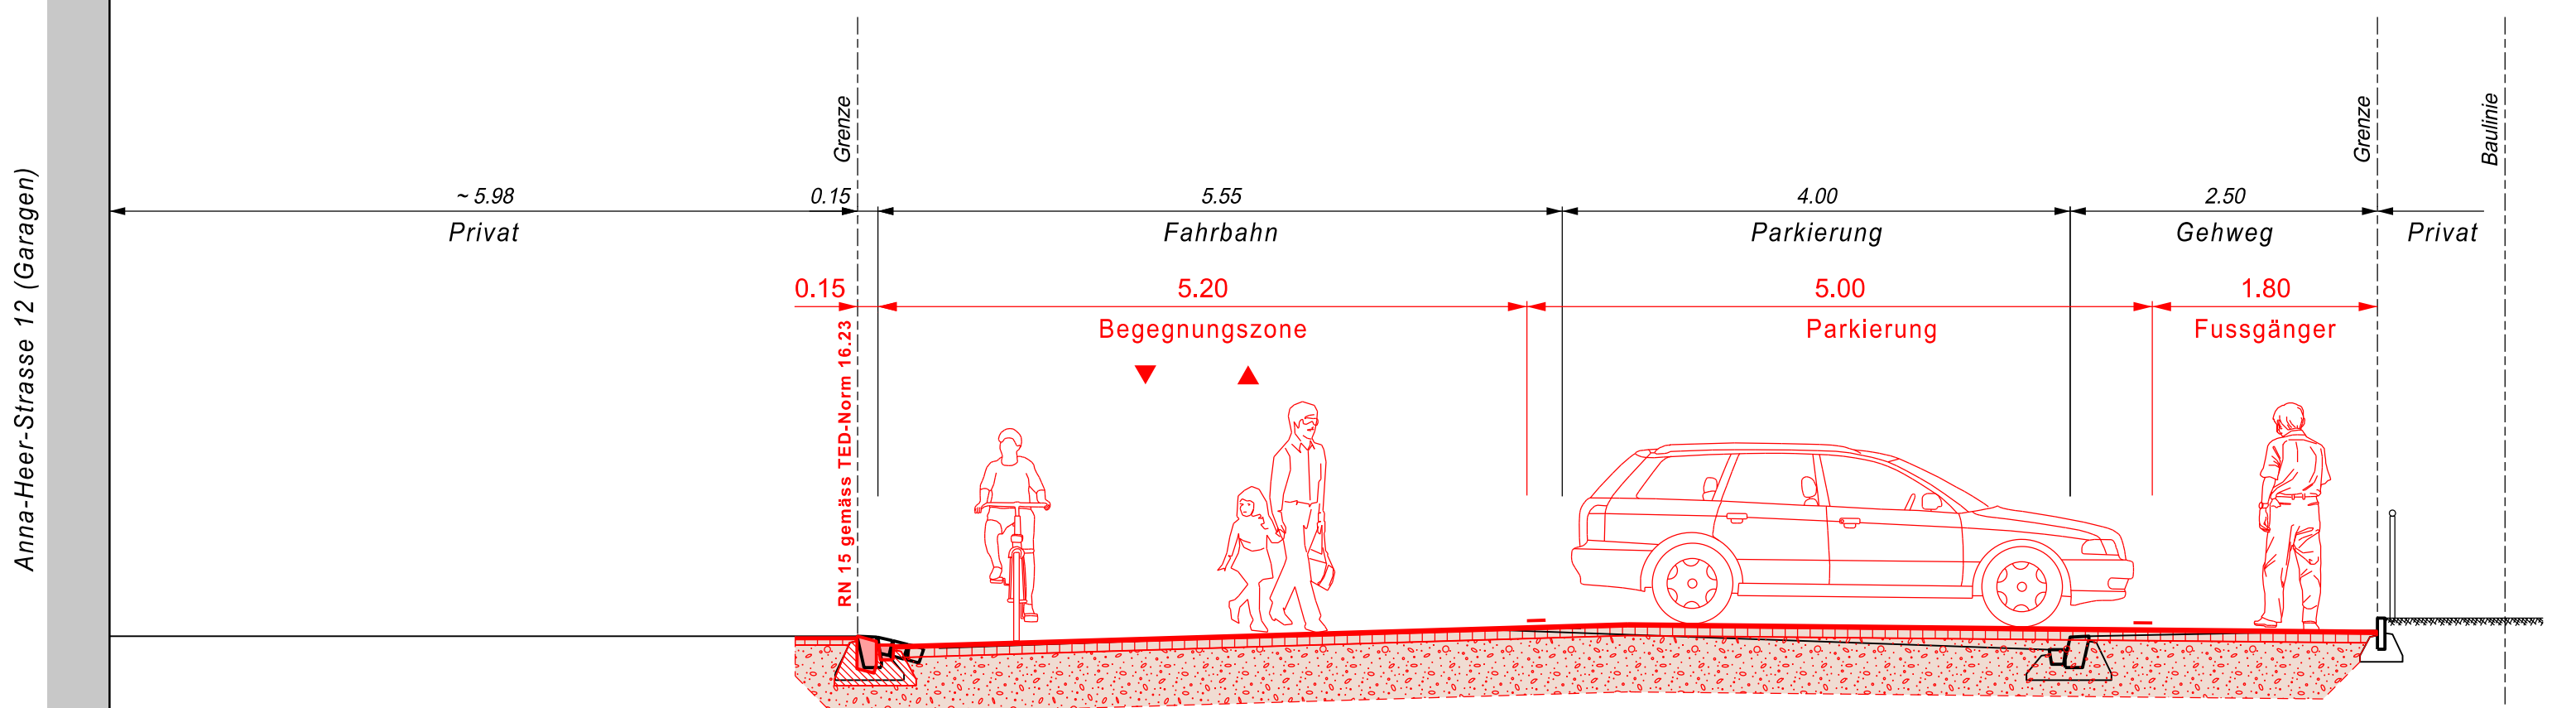 Anna-Heer-Strasse 12 (Garagen)
Grenze
Grenze
Baulinie
~ 5.98
0.15
5.55
4.00
2.50
Privat
Fahrbahn
Parkierung
Gehweg
Privat
0.15
5.20
5.00
1.80
Begegnungszone
Parkierung
Fussgänger
RN 15 gemäss TED-Norm 16.23